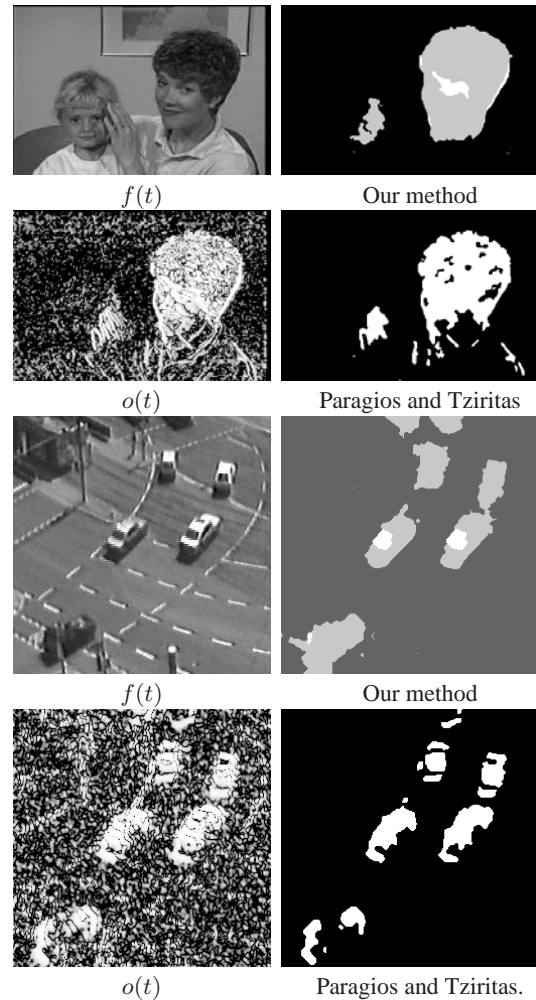 f(t) Our method
o(t) Paragios and Tziritas
f(t) Our method
o(t) Paragios and Tziritas.